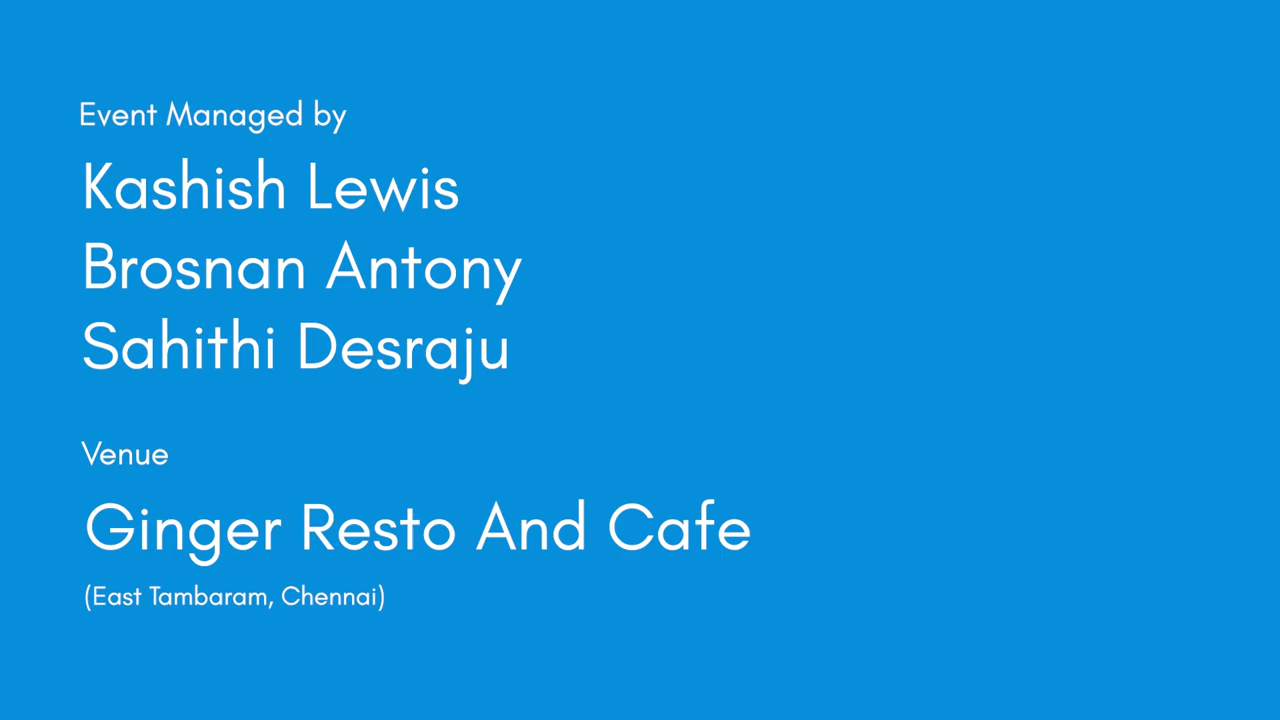 Event Managed by
Kashish Lewis
Brosnan Antony
Sahithi Desraju
Venue
Ginger Resto And Cafe
(East Tambaram, Chennai)